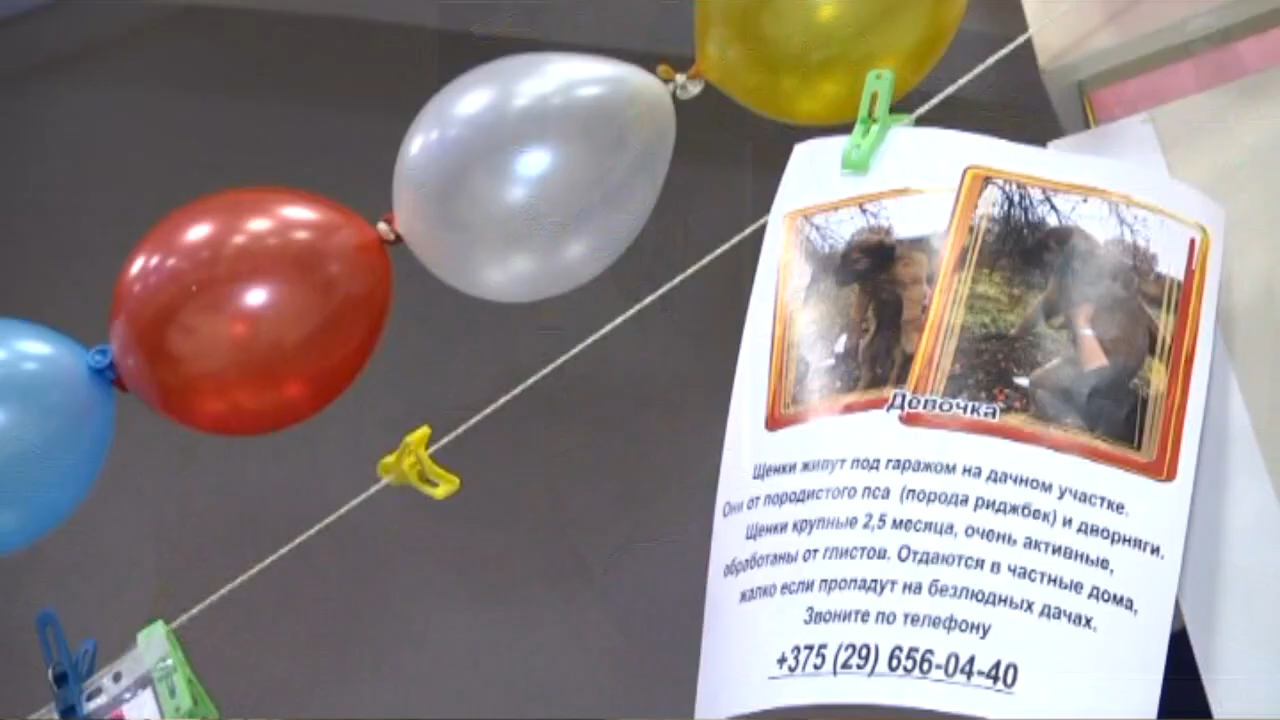 Девочка
Щенки живут под гаражом на дачном участке.
Они от породистого пса (порода риджбек) и дворняги.
Щенки крупные 2,5 месяца, очень активные,
обработаны от глистов. Отдаются в частные дома,
жалко если пропадут на безлюдных дачах.
Звоните по телефону
+375 (29) 656-04-40